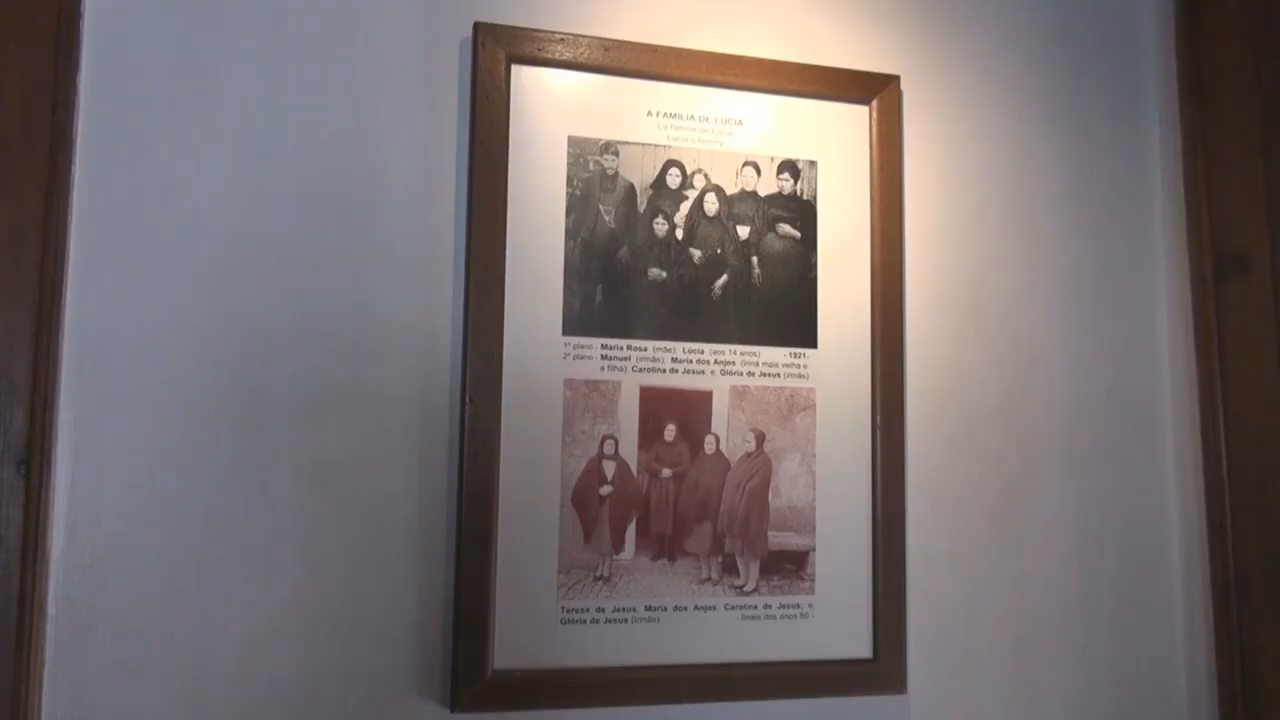 A FAMÍLIA DE LÚCIA
La famille de Lucie
Lucia's family
1º plano - Maria Rosa (mãe), Lúcia (aos 14 anos) - 1921-
2º plano - Manuel (irmão), Maria dos Anjos (irmã mais velha e
a filha), Carolina de Jesus, e, Glória de Jesus (irmãs)
Teresa de Jesus, Maria dos Anjos, Carolina de Jesus, e,
Glória de Jesus (irmãs) - finais dos anos 60 -